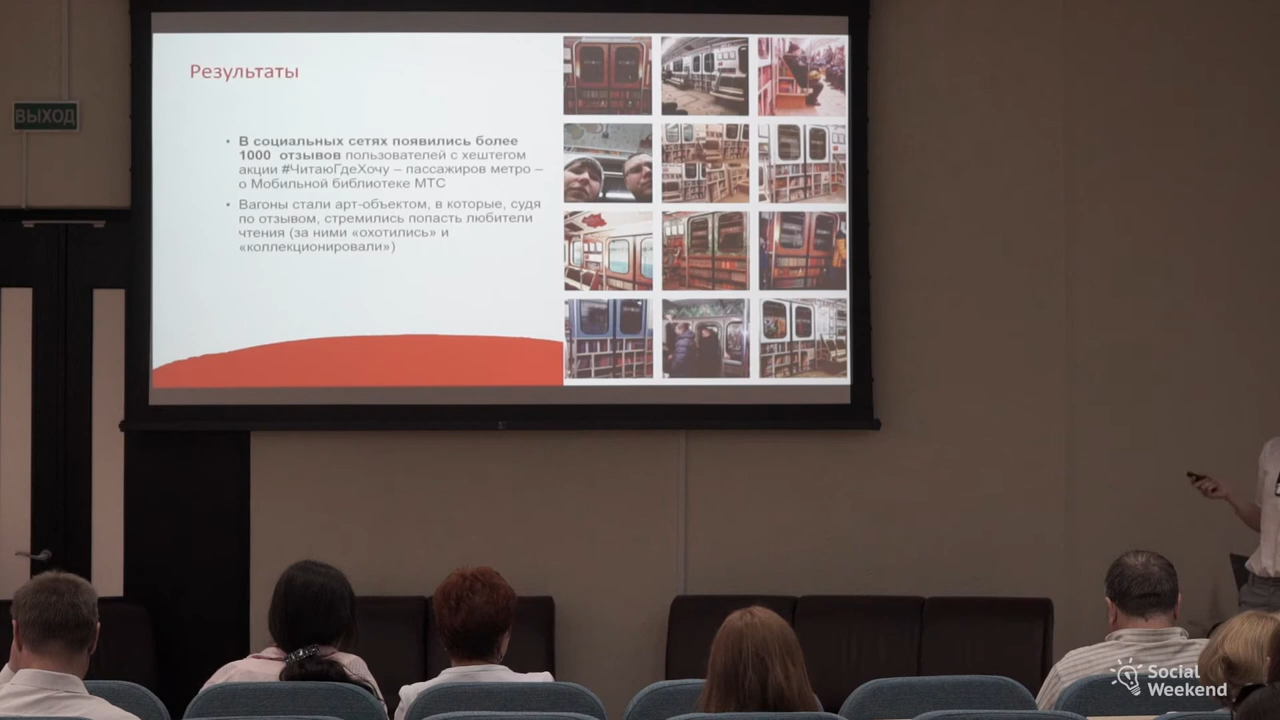 ВЫХОД
Результаты
• В социальных сетях появились более
1000 отзывов пользователей с хештегом
акции #ЧитаюГдеХочу – пассажиров метро –
о Мобильной библиотеке МТС
• Вагоны стали арт-объектом, в которые, судя
по отзывом, стремились попасть любители
чтения (за ними «охотились» и
«коллекционировали»)
Social
Weekend